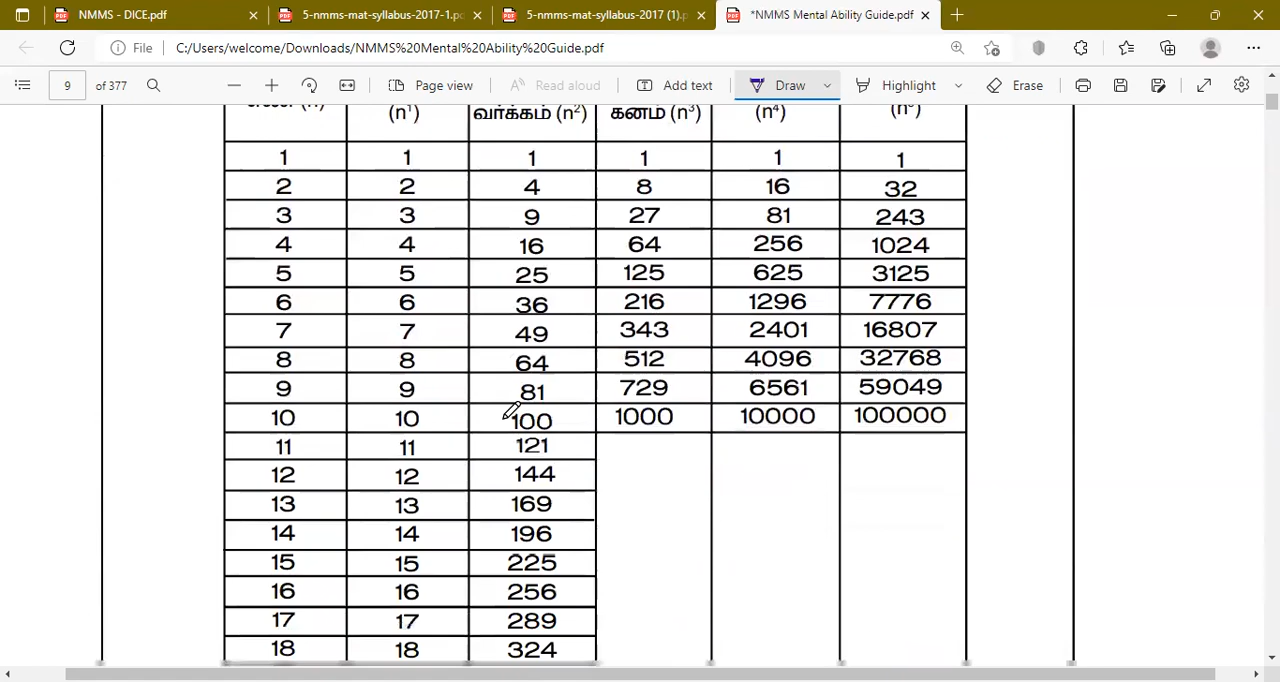 NMMS - DICE.pdf
5-nmms-mat-syllabus-2017-1.p
5-nmms-mat-syllabus-2017 (1).p
*NMMS Mental Ability Guide.pdf
File C:/Users/welcome/Downloads/NMMS%20Mental%20Ability%20Guide.pdf
9 of 377 Page view Read aloud Add text Draw Highlight Erase
(n¹) வர்க்கம் (n²) கனம் (n³) (n⁴) (n⁵)
1 1 1 1 1 1
2 2 4 8 16 32
3 3 9 27 81 243
4 4 16 64 256 1024
5 5 25 125 625 3125
6 6 36 216 1296 7776
7 7 49 343 2401 16807
8 8 64 512 4096 32768
9 9 81 729 6561 59049
10 10 100 1000 10000 100000
11 11 121
12 12 144
13 13 169
14 14 196
15 15 225
16 16 256
17 17 289
18 18 324